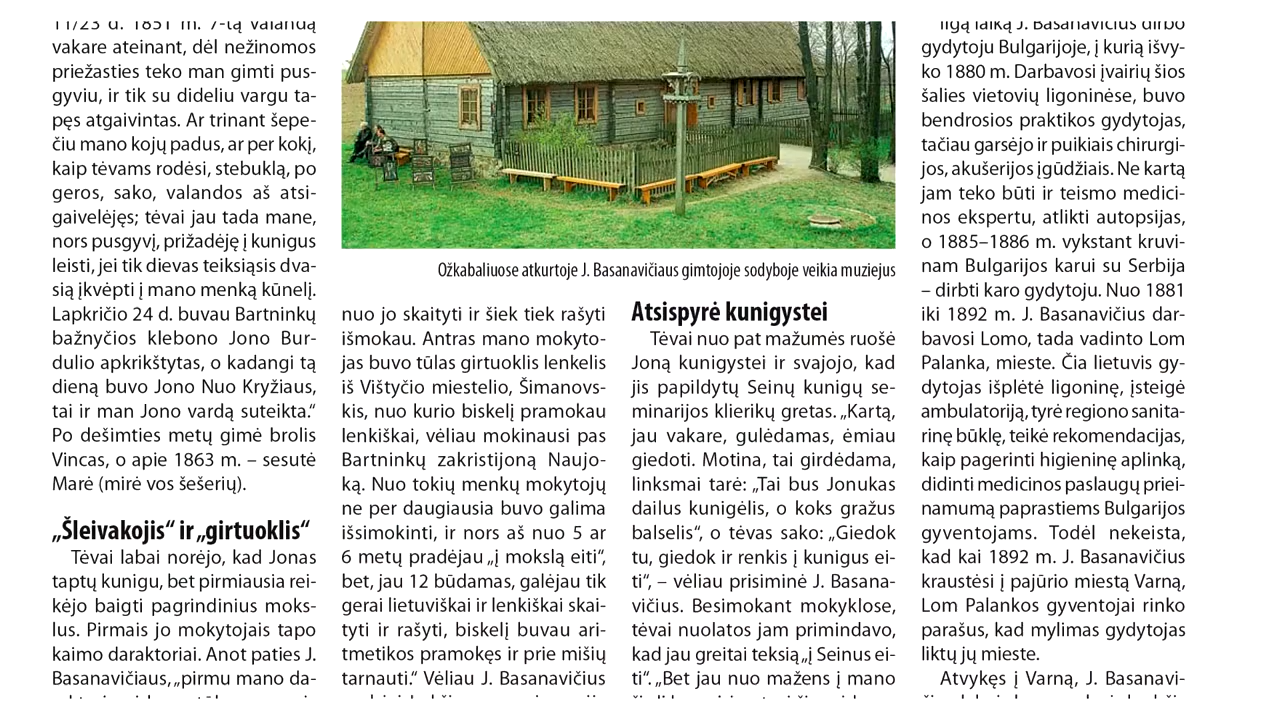 11/23 d. 1851 m. 7-tą valandą
vakare ateinant, dėl nežinomos
priežasties teko man gimti pus-
gyviu, ir tik su dideliu vargu ta-
pęs atgaivintas. Ar trinant šepe-
čiu mano kojų padus, ar per kokį,
kaip tėvams rodėsi, stebuklą, po
geros, sako, valandos aš atsi-
gaivelėjęs; tėvai jau tada mane,
nors pusgyvį, prižadėję į kunigus
leisti, jei tik dievas teiksiąsis dva-
sią įkvėpti į mano menką kūnelį.
Lapkričio 24 d. buvau Bartninkų
bažnyčios klebono Jono Bur-
dulio apkrikštytas, o kadangi tą
dieną buvo Jono Nuo Kryžiaus,
tai ir man Jono vardą suteikta.“
Po dešimties metų gimė brolis
Vincas, o apie 1863 m. – sesutė
Marė (mirė vos šešerių).
„Šleivakojis“ ir „girtuoklis“
Tėvai labai norėjo, kad Jonas
taptų kunigu, bet pirmiausia rei-
kėjo baigti pagrindinius moks-
lus. Pirmais jo mokytojais tapo
kaimo daraktoriai. Anot paties J.
Basanavičiaus, „pirmu mano da-
Ožkabaliuose atkurtoje J. Basanavičiaus gimtojoje sodyboje veikia muziejus
nuo jo skaityti ir šiek tiek rašyti
išmokau. Antras mano mokyto-
jas buvo tūlas girtuoklis lenkelis
iš Vištyčio miestelio, Šimanovs-
kis, nuo kurio biskelį pramokau
lenkiškai, vėliau mokinausi pas
Bartninkų zakristijoną Naujo-
ką. Nuo tokių menkų mokytojų
ne per daugiausia buvo galima
išsimokinti, ir nors aš nuo 5 ar
6 metų pradėjau „į mokslą eiti“,
bet, jau 12 būdamas, galėjau tik
gerai lietuviškai ir lenkiškai skai-
tyti ir rašyti, biskelį buvau ari-
tmetikos pramokęs ir prie mišių
tarnauti.“ Vėliau J. Basanavičius
Atsispyrė kunigystei
Tėvai nuo pat mažumės ruošė
Joną kunigystei ir svajojo, kad
jis papildytų Seinų kunigų se-
minarijos klierikų gretas. „Kartą,
jau vakare, gulėdamas, ėmiau
giedoti. Motina, tai girdėdama,
linksmai tarė: „Tai bus Jonukas
dailus kunigėlis, o koks gražus
balselis“, o tėvas sako: „Giedok
tu, giedok ir renkis į kunigus ei-
ti“, – vėliau prisiminė J. Basana-
vičius. Besimokant mokyklose,
tėvai nuolatos jam primindavo,
kad jau greitai teksią „į Seinus ei-
ti“. „Bet jau nuo mažens į mano
Ilgą laiką J. Basanavičius dirbo
gydytoju Bulgarijoje, į kurią išvy-
ko 1880 m. Darbavosi įvairių šios
šalies vietovių ligoninėse, buvo
bendrosios praktikos gydytojas,
tačiau garsėjo ir puikiais chirurgi-
jos, akušerijos įgūdžiais. Ne kartą
jam teko būti ir teismo medici-
nos ekspertu, atlikti autopsijas,
o 1885–1886 m. vykstant kruvi-
nam Bulgarijos karui su Serbija
– dirbti karo gydytoju. Nuo 1881
iki 1892 m. J. Basanavičius dar-
bavosi Lomo, tada vadinto Lom
Palanka, mieste. Čia lietuvis gy-
dytojas išplėtė ligoninę, įsteigė
ambulatoriją, tyrė regiono sanita-
rinę būklę, teikė rekomendacijas,
kaip pagerinti higieninę aplinką,
didinti medicinos paslaugų priei-
namumą paprastiems Bulgarijos
gyventojams. Todėl nekeista,
kad kai 1892 m. J. Basanavičius
kraustėsi į pajūrio miestą Varną,
Lom Palankos gyventojai rinko
parašus, kad mylimas gydytojas
liktų jų mieste.
Atvykęs į Varną, J. Basanavi-